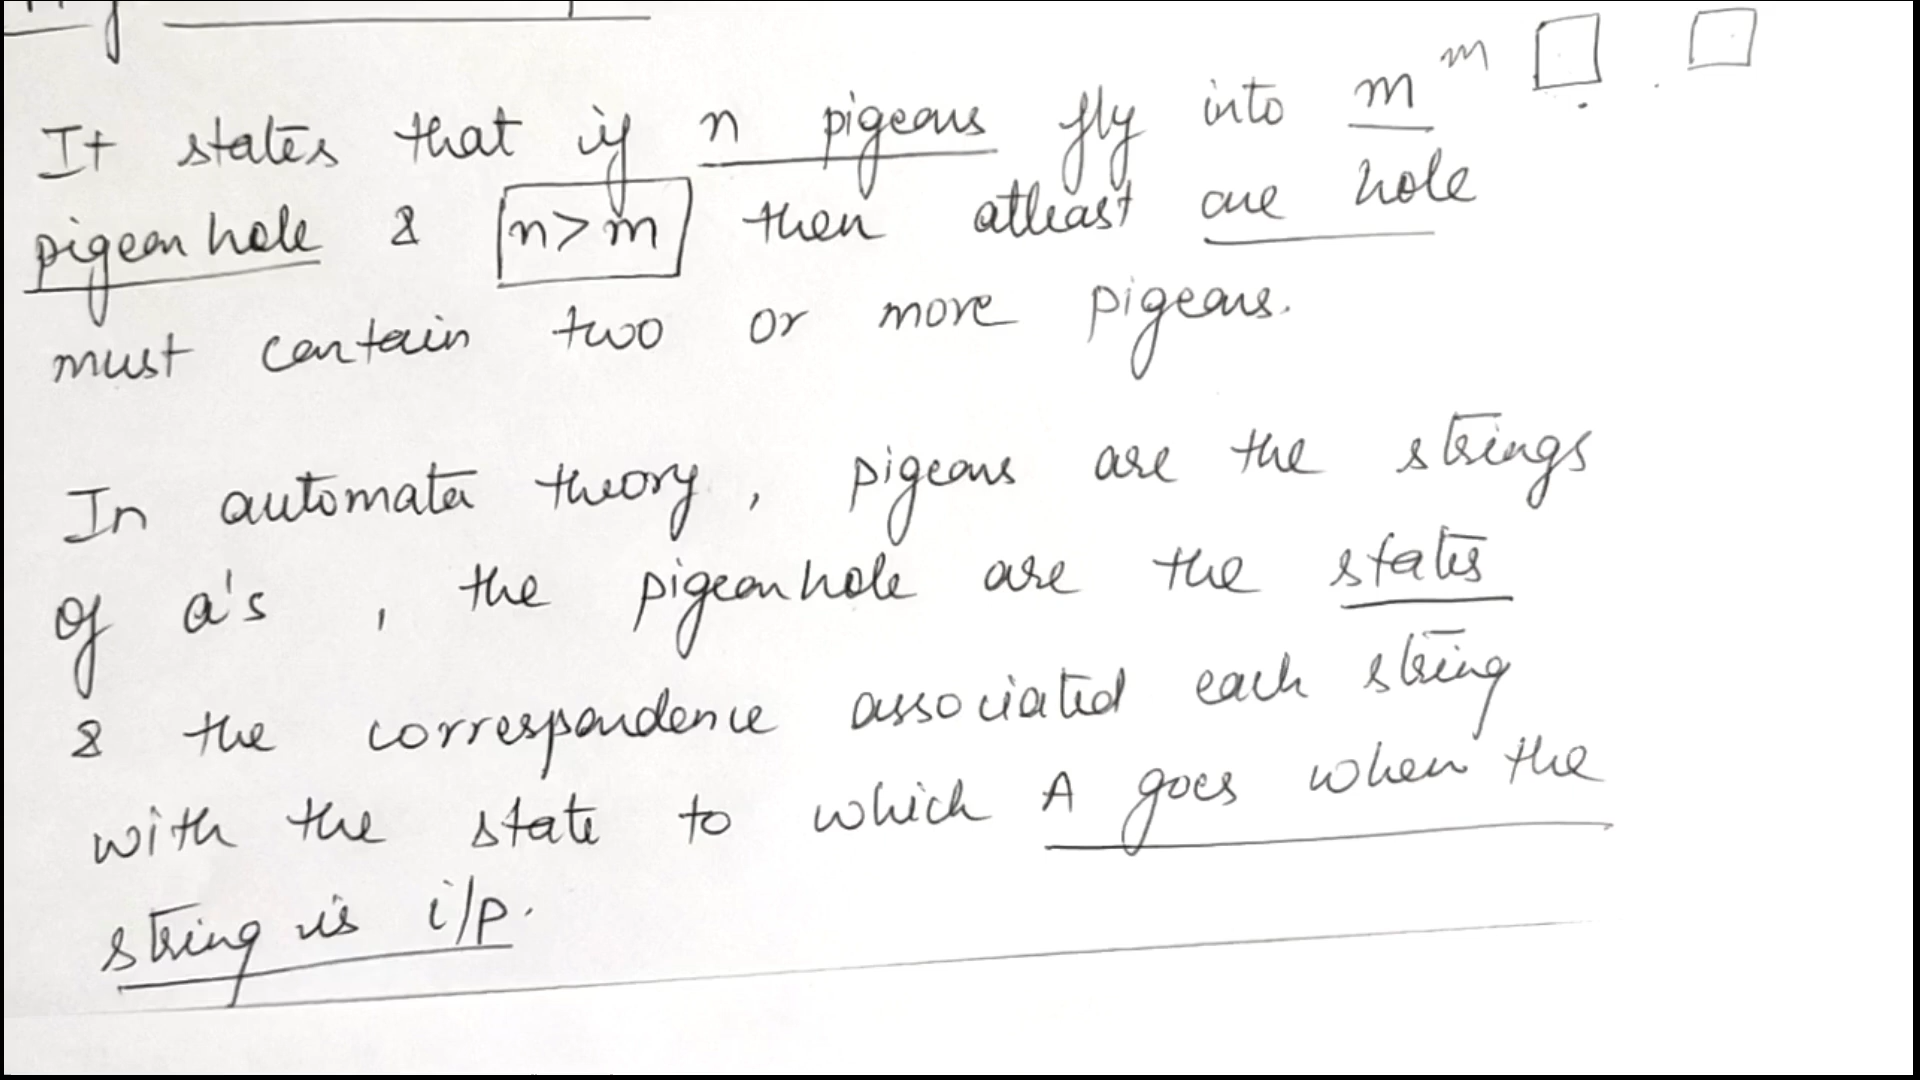 m
It states that if n pigeons fly into m
pigeon hole & n>m then atleast one hole
must contain two or more pigeons.
In automata theory, pigeons are the strings
of a's, the pigeonhole are the states
& the correspondence associated each string
with the state to which A goes when the
string is i/p.